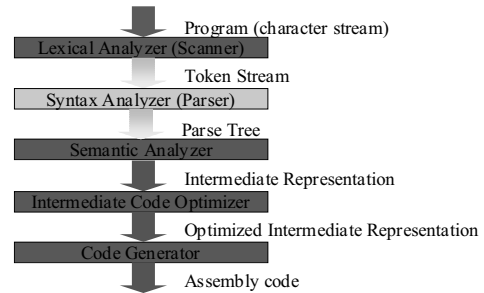 Program (character stream)
Lexical Analyzer (Scanner)
Token Stream
Syntax Analyzer (Parser)
Parse Tree
Semantic Analyzer
Intermediate Representation
Intermediate Code Optimizer
Optimized Intermediate Representation
Code Generator
Assembly code